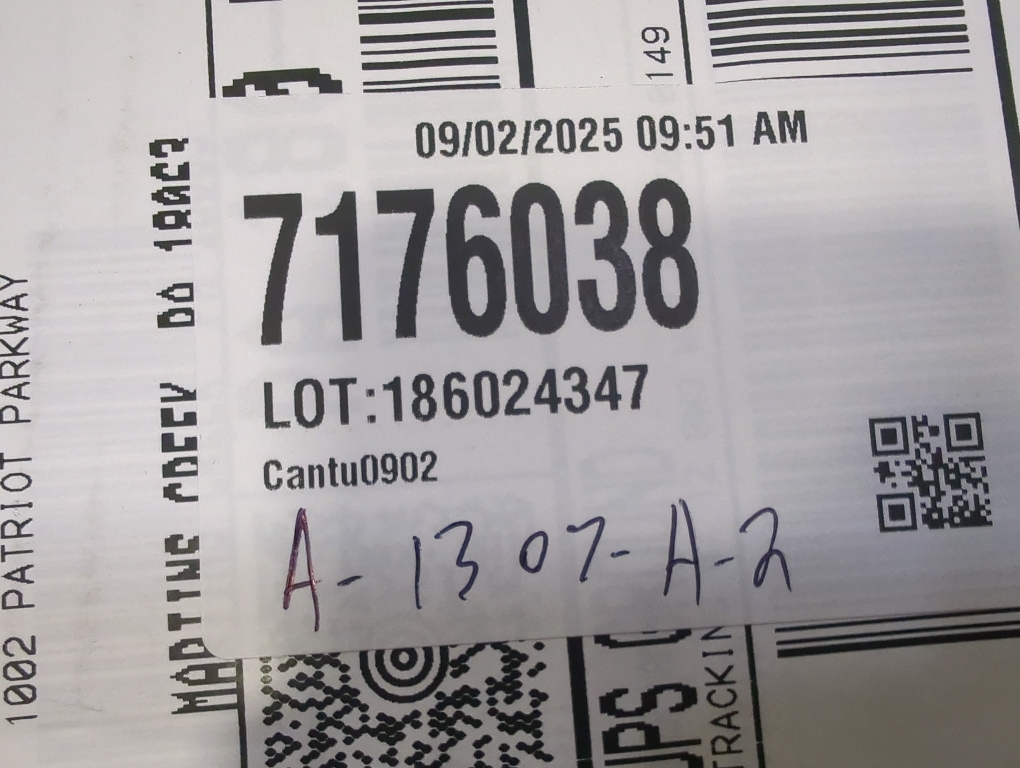 09/02/2025 09:51 AM
7176038
LOT:186024347
Cantu0902
A-1307-A-2
1002 PATRIOT PARKWAY
149
UPS
TRACKIN